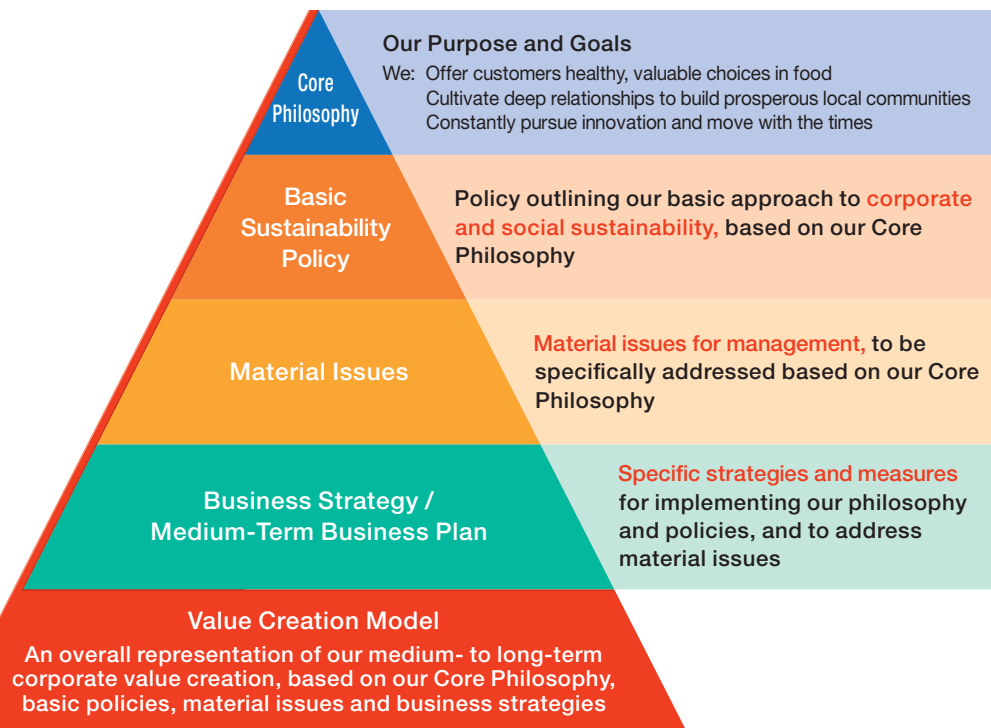 Core
Philosophy
Our Purpose and Goals
We: Offer customers healthy, valuable choices in food
Cultivate deep relationships to build prosperous local communities
Constantly pursue innovation and move with the times
Basic
Sustainability
Policy
Policy outlining our basic approach to corporate
and social sustainability, based on our Core
Philosophy
Material Issues
Material issues for management, to be
specifically addressed based on our Core
Philosophy
Business Strategy /
Medium-Term Business Plan
Specific strategies and measures
for implementing our philosophy
and policies, and to address
material issues
Value Creation Model
An overall representation of our medium- to long-term
corporate value creation, based on our Core Philosophy,
basic policies, material issues and business strategies